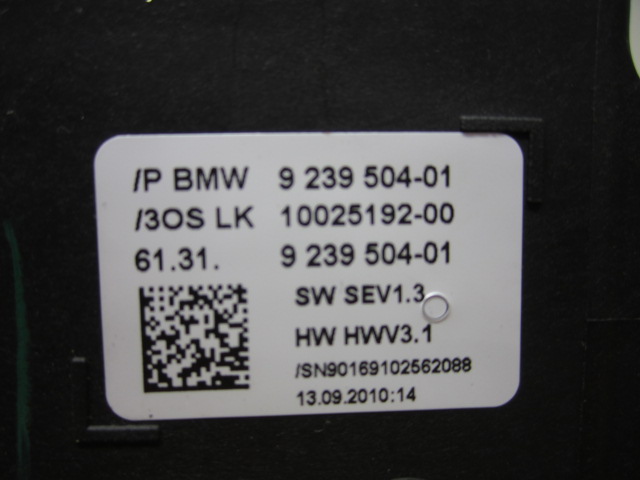 /P BMW 9 239 504-01
/3OS LK 10025192-00
61.31. 9 239 504-01
SW SEV1.3
HW HWV3.1
/SN90169102562088
13.09.2010:14